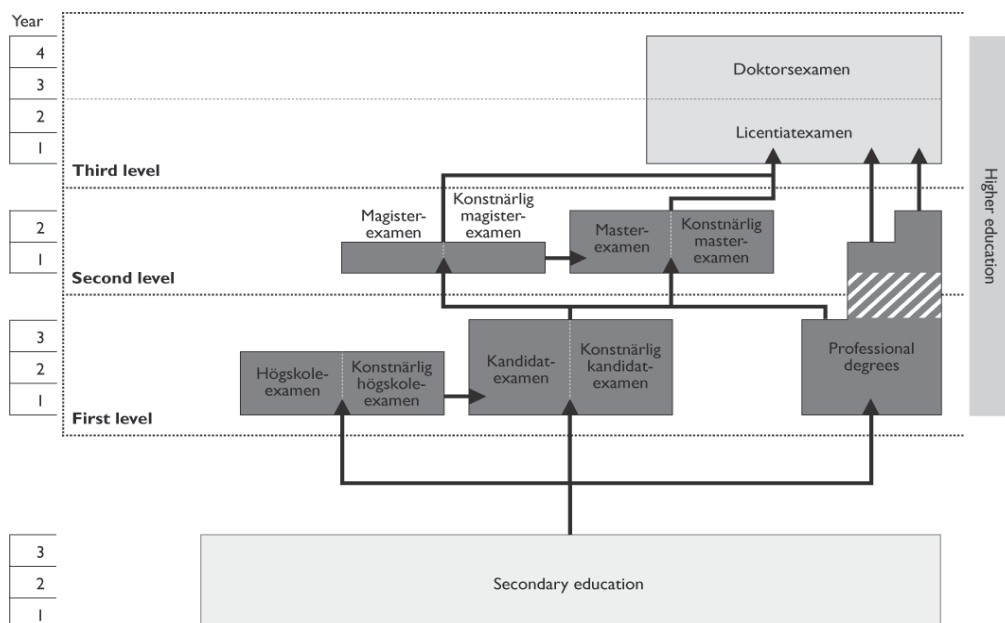 Year
4
3
2
1
Doktorsexamen
Licentiatexamen
Third level
Higher education
2
1
Magister-
examen
Konstnärlig
magister-
examen
Master-
examen
Konstnärlig
master-
examen
Second level
3
2
1
Högskole-
examen
Konstnärlig
högskole-
examen
Kandidat-
examen
Konstnärlig
kandidat-
examen
Professional
degrees
First level
3
2
1
Secondary education